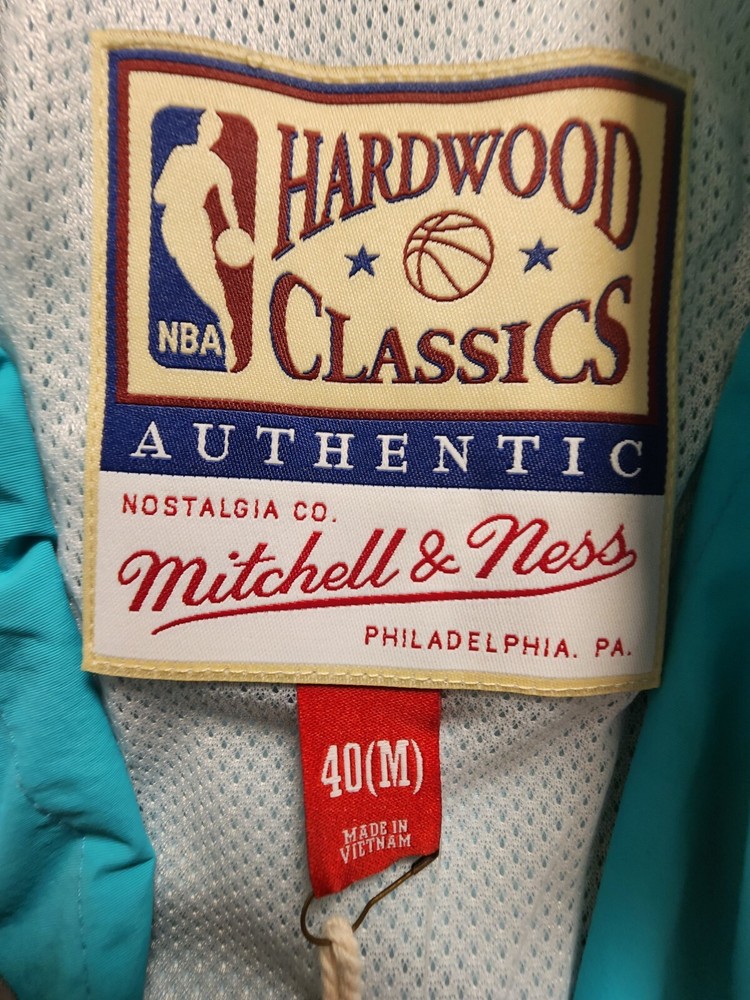 HARDWOOD
CLASSICS
NBA
AUTHENTIC
NOSTALGIA CO.
Mitchell & Ness
PHILADELPHIA. PA.
40(M)
MADE IN
VIETNAM